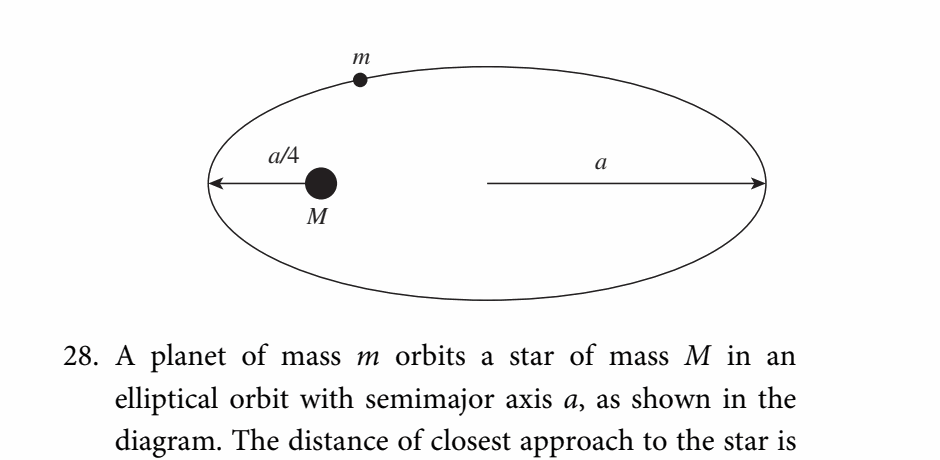 m
a/4
a
M
28. A planet of mass m orbits a star of mass M in an
elliptical orbit with semimajor axis a, as shown in the
diagram. The distance of closest approach to the star is